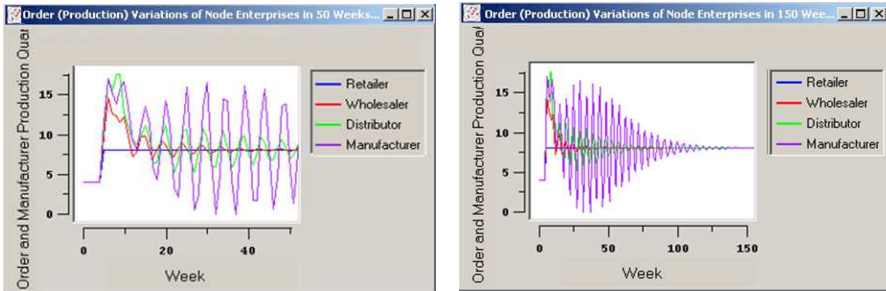 Order (Production) Variations of Node Enterprises in 50 Weeks...
Order and Manufacturer Production Quar
15
10
5
0
0
20
40
Week
Retailer
Wholesaler
Distributor
Manufacturer
Order (Production) Variations of Node Enterprises in 150 Wee...
Order and Manufacturer Production Quar
15
10
5
0
0
50
100
150
Week
Retailer
Wholesaler
Distributor
Manufacturer